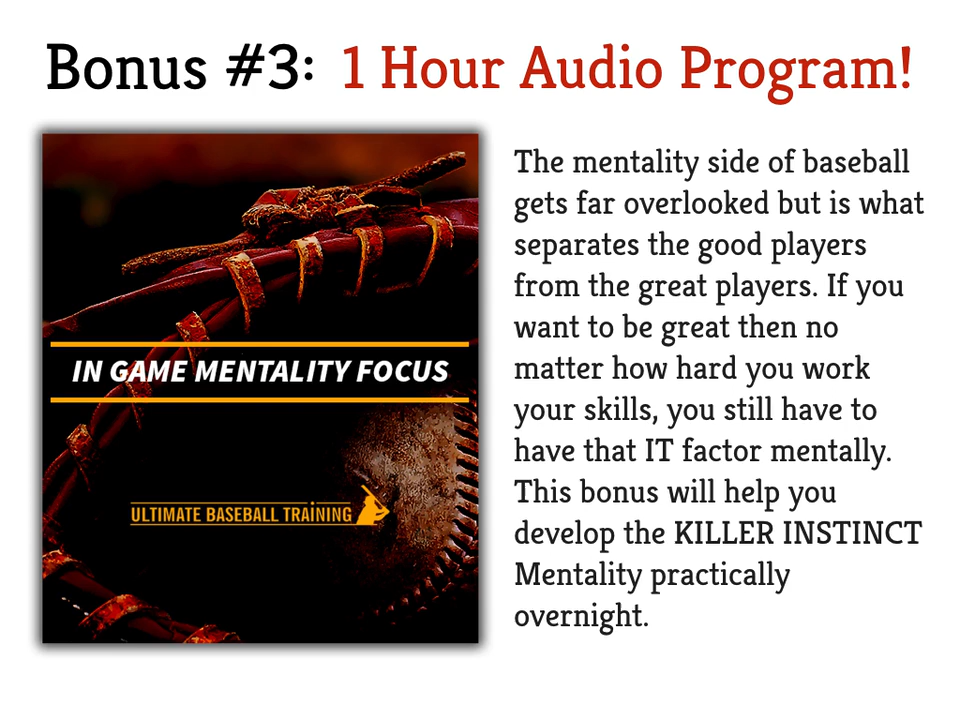 Bonus #3: 1 Hour Audio Program!
IN GAME MENTALITY FOCUS
ULTIMATE BASEBALL TRAINING
The mentality side of baseball
gets far overlooked but is what
separates the good players
from the great players. If you
want to be great then no
matter how hard you work
your skills, you still have to
have that IT factor mentally.
This bonus will help you
develop the KILLER INSTINCT
Mentality practically
overnight.